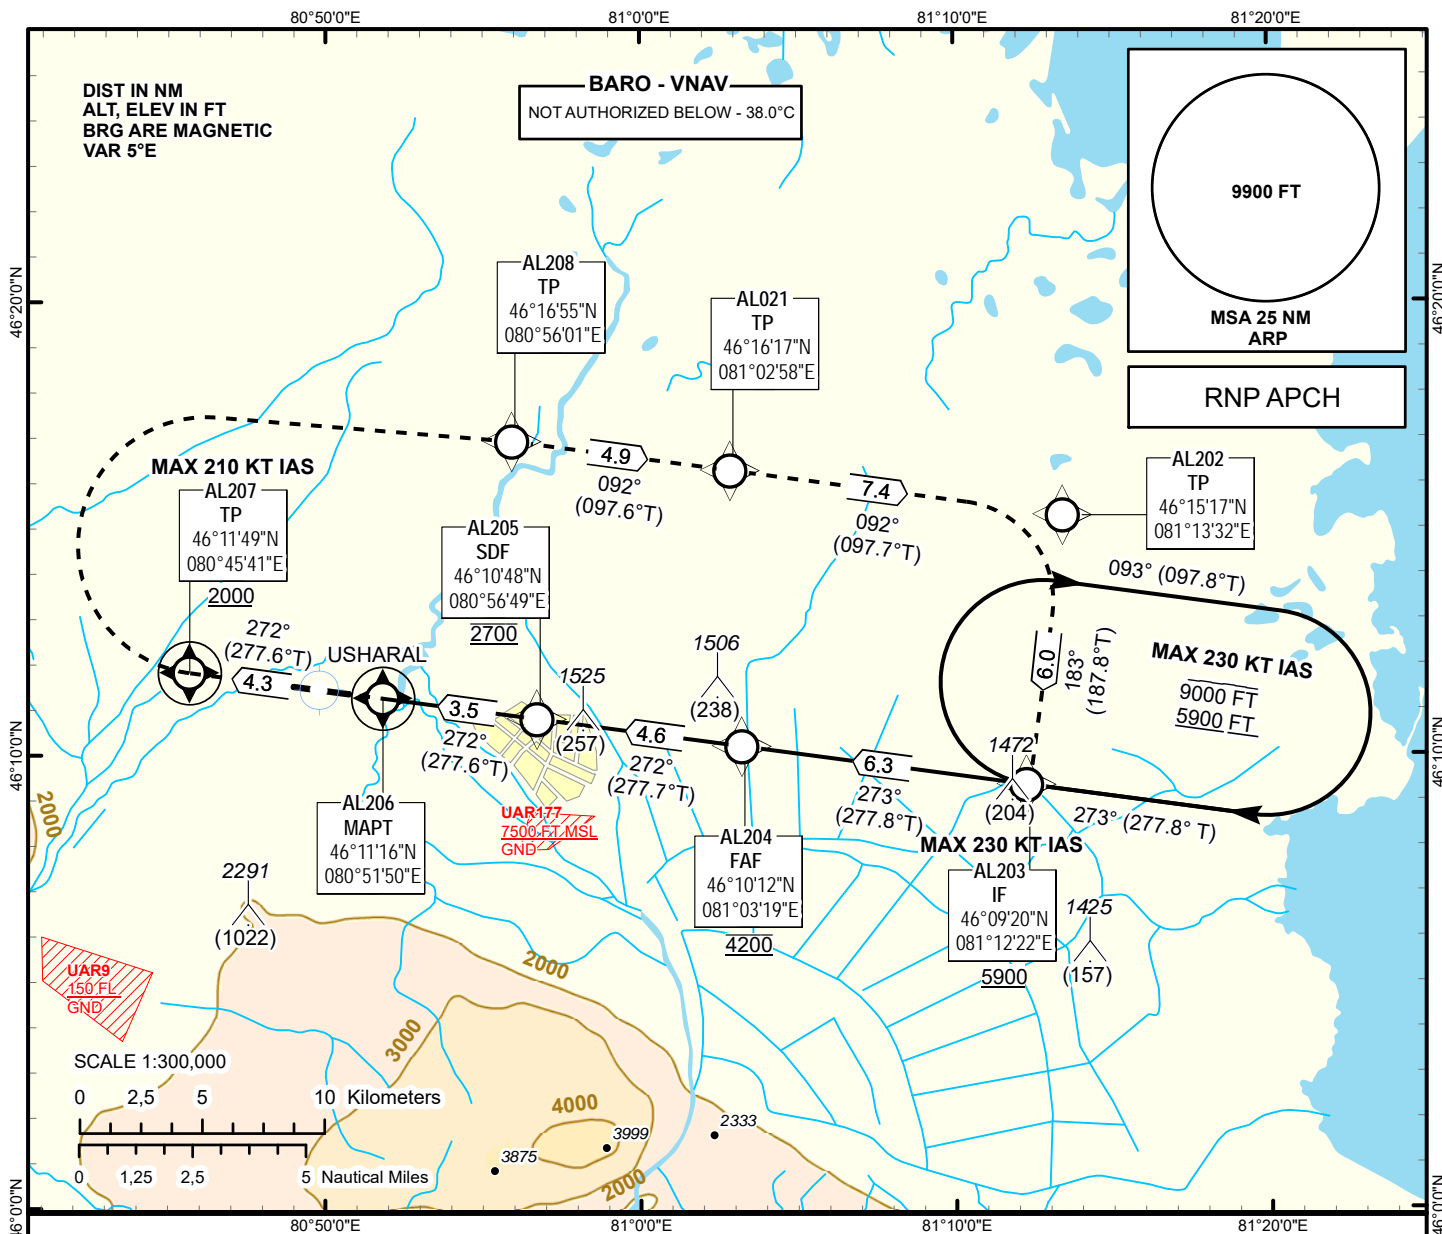 80°50'0"E
81°0'0"E
81°10'0"E
81°20'0"E
DIST IN NM
ALT, ELEV IN FT
BRG ARE MAGNETIC
VAR 5°E
BARO - VNAV
NOT AUTHORIZED BELOW - 38.0°C
9900 FT
MSA 25 NM
ARP
RNP APCH
46°20'0"N
46°20'0"N
AL208
TP
46°16'55"N
080°56'01"E
AL021
TP
46°16'17"N
081°02'58"E
MAX 210 KT IAS
AL207
TP
46°11'49"N
080°45'41"E
2000
4.9
092°
(097.6°T)
7.4
092°
(097.7°T)
AL202
TP
46°15'17"N
081°13'32"E
AL205
SDF
46°10'48"N
080°56'49"E
2700
093° (097.8°T)
272°
(277.6°T)
4.3
USHARAL
1525
(257)
1506
(238)
6.0
183°
(187.8°T)
MAX 230 KT IAS
9000 FT
5900 FT
3.5
272°
(277.6°T)
4.6
272°
(277.7°T)
6.3
273°
(277.8°T)
1472
(204)
273° (277.8° T)
46°10'0"N
46°10'0"N
2000
AL206
MAPT
46°11'16"N
080°51'50"E
UAR177
7500 FT MSL
GND
AL204
FAF
46°10'12"N
081°03'19"E
4200
MAX 230 KT IAS
AL203
IF
46°09'20"N
081°12'22"E
5900
1425
(157)
2291
(1022)
UAR9
150 FL
GND
2000
3000
4000
3999
3875
2333
2000
SCALE 1:300,000
0 2,5 5 10 Kilometers
0 1,25 2,5 5 Nautical Miles
46°0'0"N
46°0'0"N
80°50'0"E
81°0'0"E
81°10'0"E
81°20'0"E